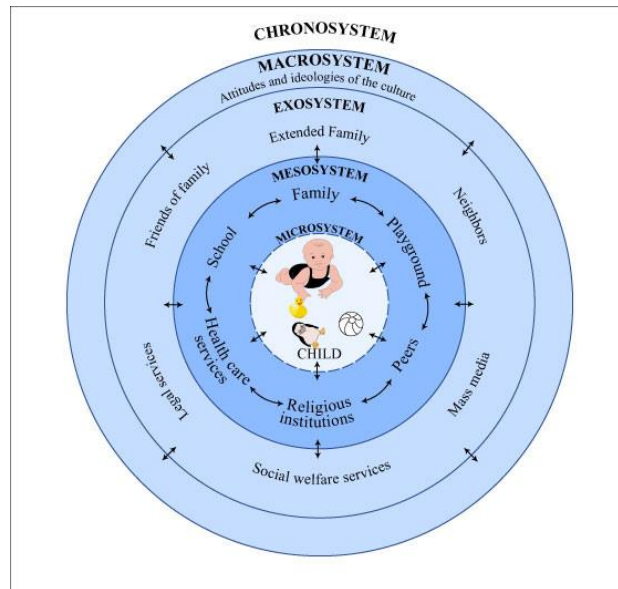 CHRONOSYSTEM
MACROSYSTEM
Attitudes and ideologies of the culture
EXOSYSTEM
Extended Family
Friends of family
Neighbors
Legal services
Mass media
Social welfare services
MESOSYSTEM
Family
School
Playground
Health care
services
Peers
Religious
institutions
MICROSYSTEM
CHILD